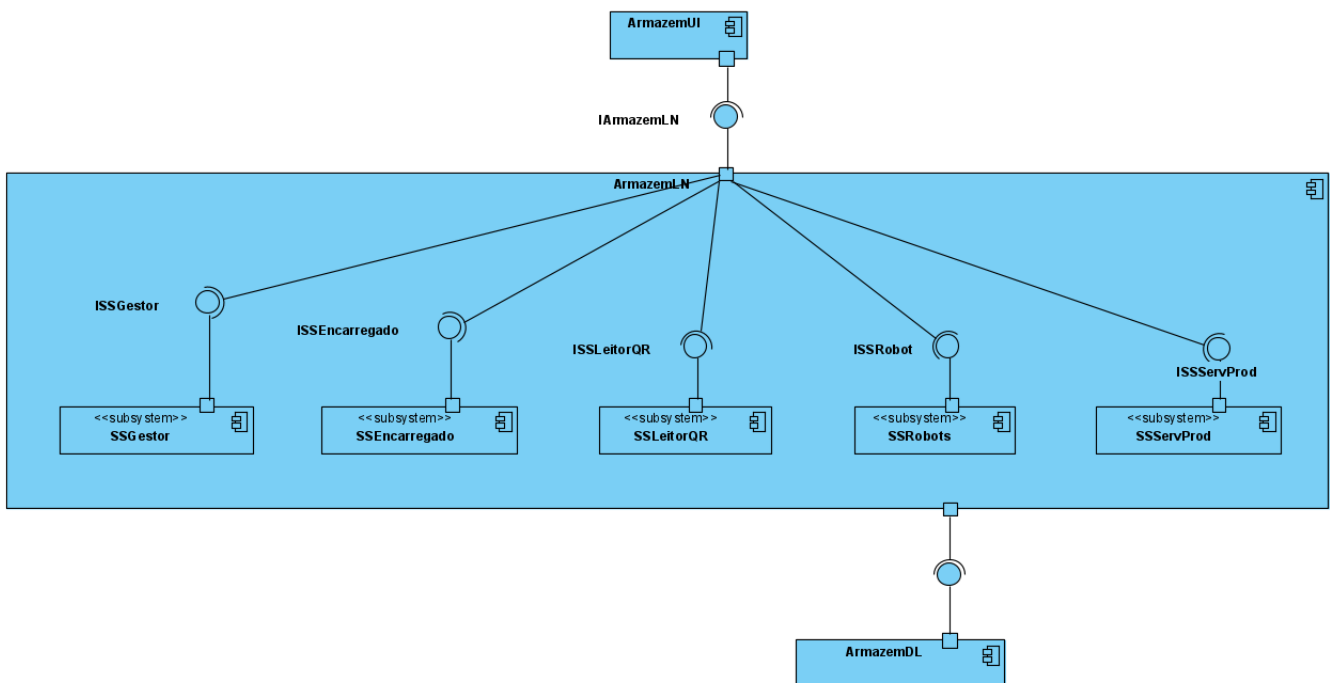 ArmazemUI
IArmazemLN
ArmazemLN
ISSGestor
ISSEncarregado
ISSLeitorQR
ISSRobot
ISSServProd
<<subsystem>>
SSGestor
<<subsystem>>
SSEncarregado
<<subsystem>>
SSLeitorQR
<<subsystem>>
SSRobots
<<subsystem>>
SSServProd
ArmazemDL